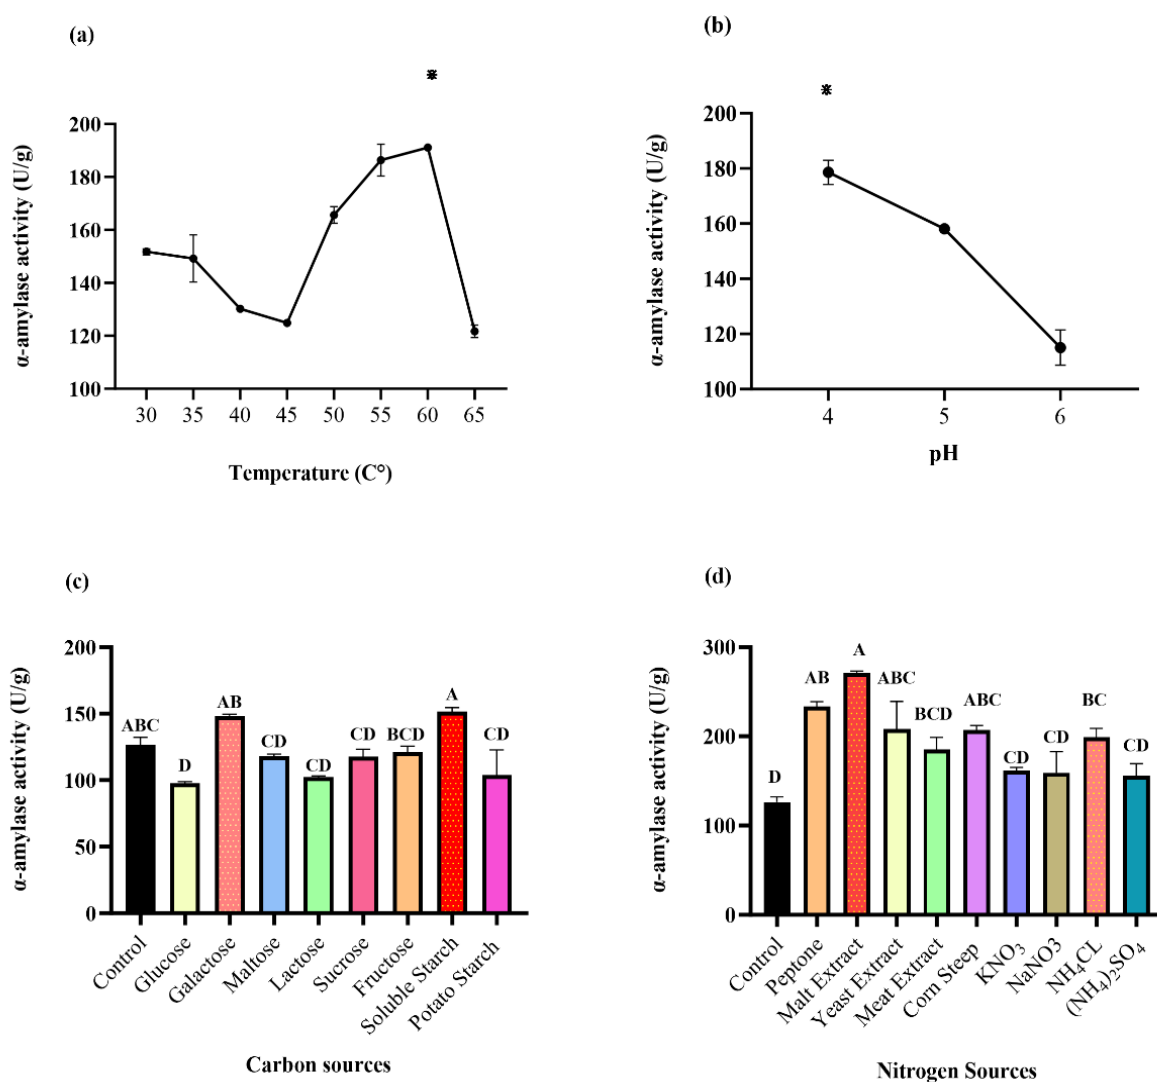 (a)
*
α-amylase activity (U/g)
200
180
160
140
120
100
30 35 40 45 50 55 60 65
Temperature (C°)
(b)
*
α-amylase activity (U/g)
200
180
160
140
120
100
4 5 6
pH
(c)
α-amylase activity (U/g)
200
150
100
50
0
ABC D AB CD CD CD BCD A CD
Control
Glucose
Galactose
Maltose
Lactose
Sucrose
Fructose
Soluble Starch
Potato Starch
Carbon sources
(d)
α-amylase activity (U/g)
300
200
100
0
D AB A ABC BCD ABC CD CD BC CD
Control
Peptone
Malt Extract
Yeast Extract
Meat Extract
Corn Steep
KNO₃
NaNO3
NH₄CL
(NH₄)₂SO₄
Nitrogen Sources